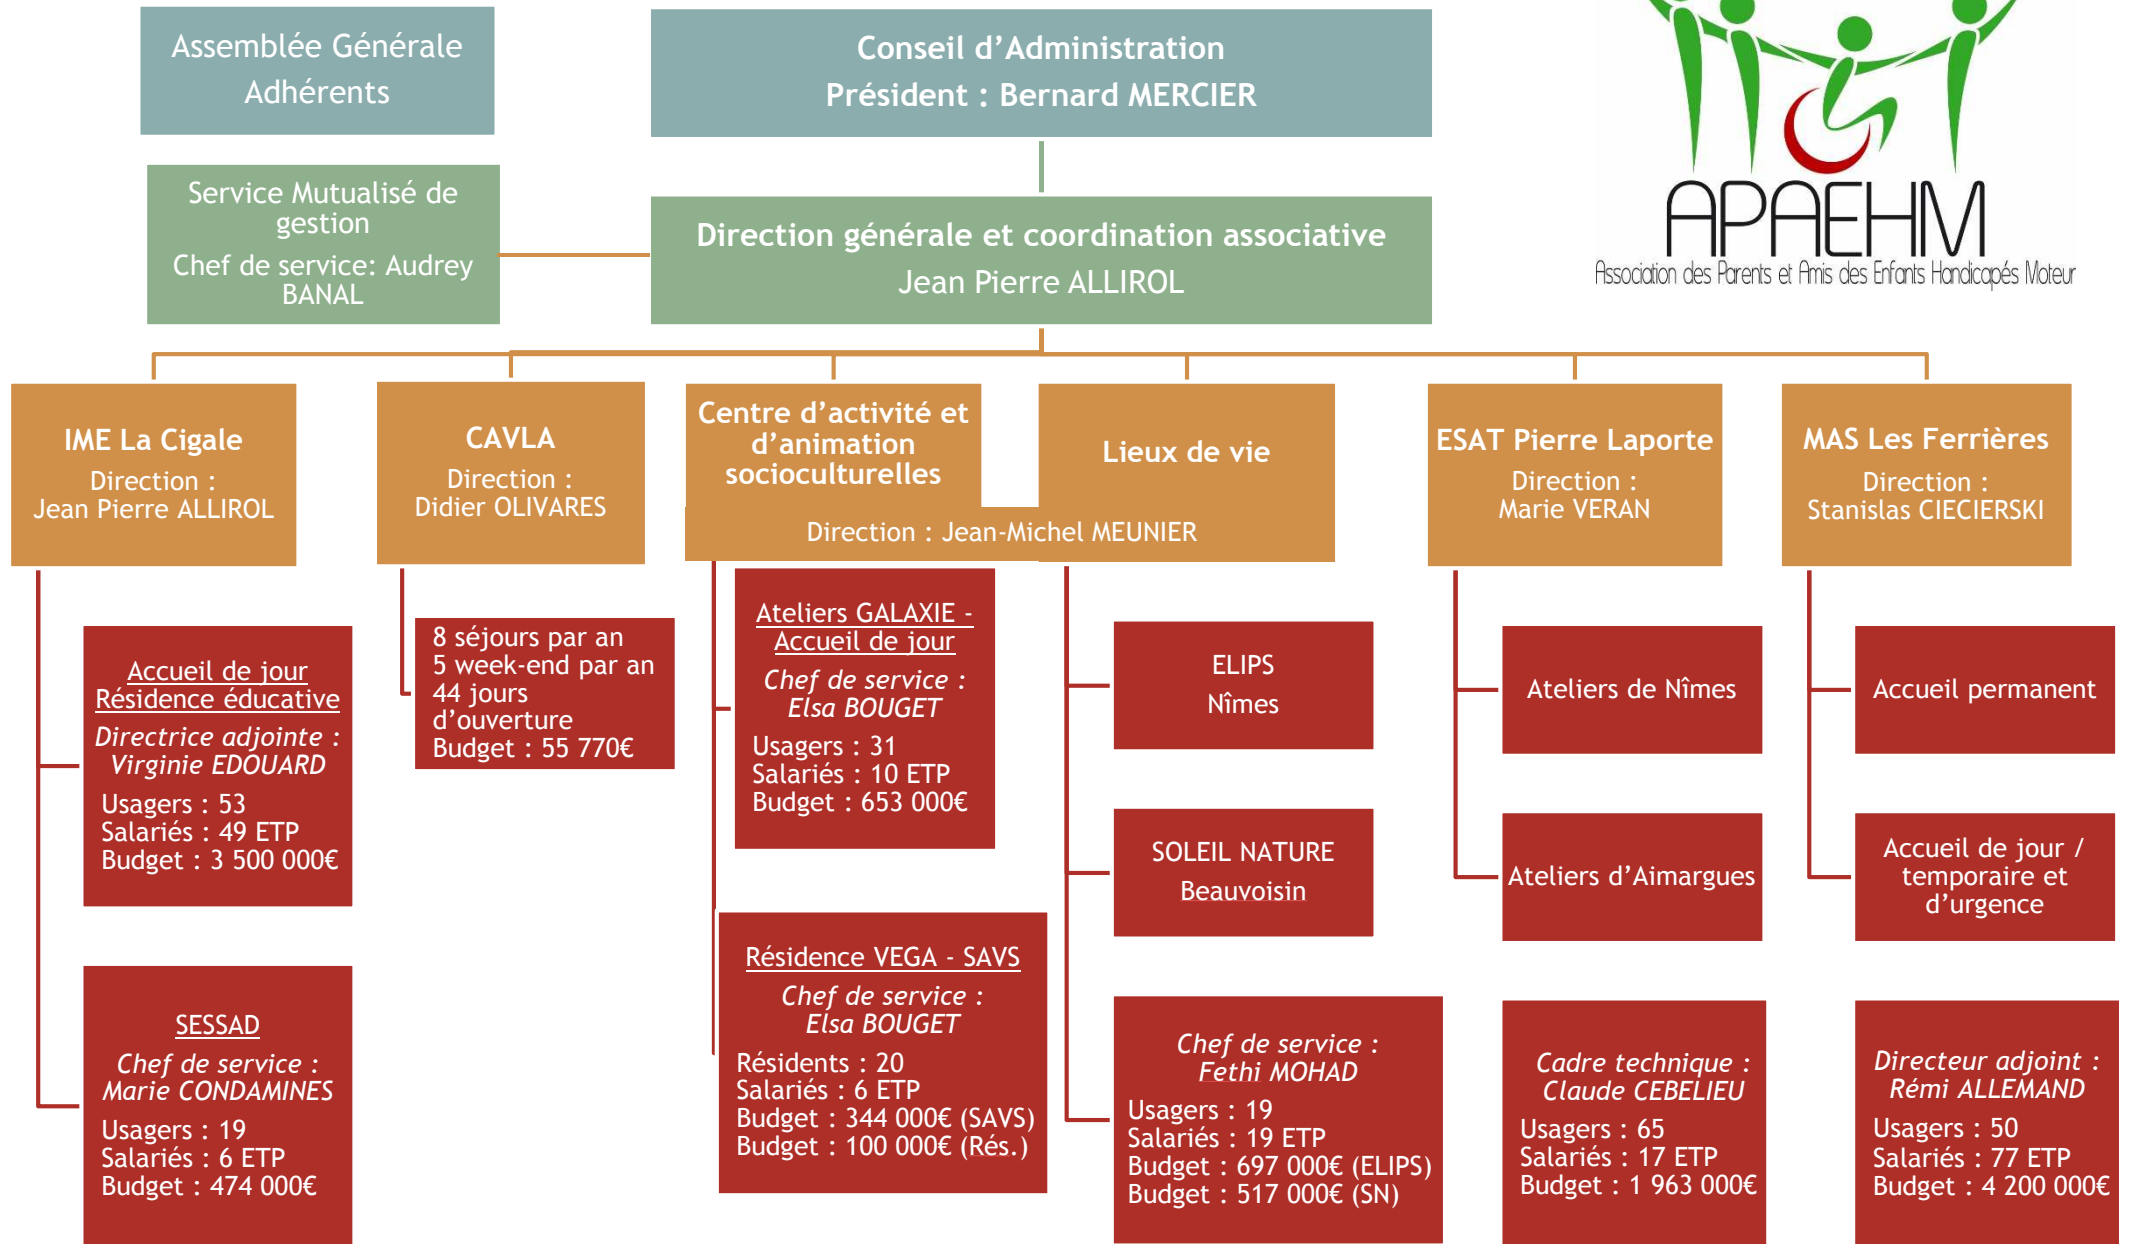 Assemblée Générale
Adhérents
Conseil d’Administration
Président : Bernard MERCIER
APAEHM
Association des Parents et Amis des Enfants Handicapés Moteur
Service Mutualisé de
gestion
Chef de service: Audrey
BANAL
Direction générale et coordination associative
Jean Pierre ALLIROL
IME La Cigale
Direction :
Jean Pierre ALLIROL
CAVLA
Direction :
Didier OLIVARES
Centre d’activité et
d’animation
socioculturelles
Lieux de vie
Direction : Jean-Michel MEUNIER
ESAT Pierre Laporte
Direction :
Marie VERAN
MAS Les Ferrières
Direction :
Stanislas CIECIERSKI
Accueil de jour
Résidence éducative
Directrice adjointe :
Virginie EDOUARD
Usagers : 53
Salariés : 49 ETP
Budget : 3 500 000€
SESSAD
Chef de service :
Marie CONDAMINES
Usagers : 19
Salariés : 6 ETP
Budget : 474 000€
8 séjours par an
5 week-end par an
44 jours
d’ouverture
Budget : 55 770€
Ateliers GALAXIE -
Accueil de jour
Chef de service :
Elsa BOUGET
Usagers : 31
Salariés : 10 ETP
Budget : 653 000€
Résidence VEGA - SAVS
Chef de service :
Elsa BOUGET
Résidents : 20
Salariés : 6 ETP
Budget : 344 000€ (SAVS)
Budget : 100 000€ (Rés.)
ELIPS
Nîmes
SOLEIL NATURE
Beauvoisin
Chef de service :
Fethi MOHAD
Usagers : 19
Salariés : 19 ETP
Budget : 697 000€ (ELIPS)
Budget : 517 000€ (SN)
Ateliers de Nîmes
Ateliers d’Aimargues
Cadre technique :
Claude CEBELIEU
Usagers : 65
Salariés : 17 ETP
Budget : 1 963 000€
Accueil permanent
Accueil de jour /
temporaire et
d’urgence
Directeur adjoint :
Rémi ALLEMAND
Usagers : 50
Salariés : 77 ETP
Budget : 4 200 000€